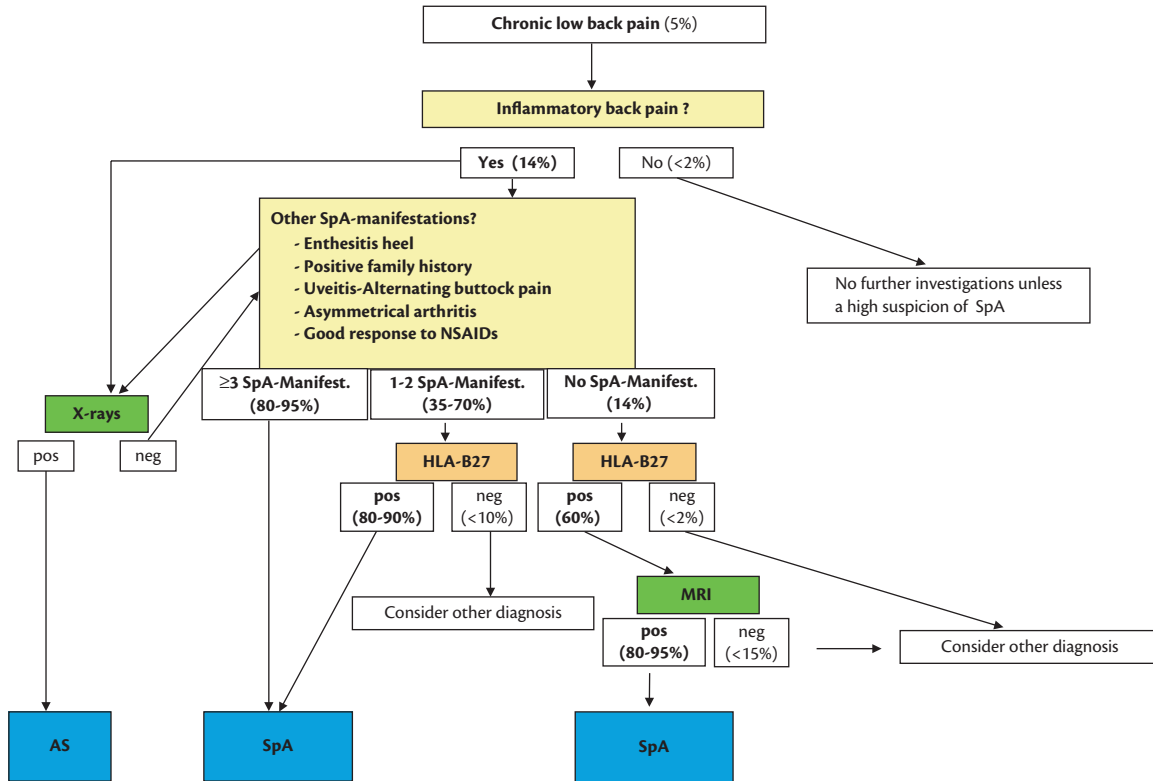 Chronic low back pain (5%)
Inflammatory back pain ?
Yes (14%)
No (<2%)
Other SpA-manifestations?
- Enthesitis heel
- Positive family history
- Uveitis-Alternating buttock pain
- Asymmetrical arthritis
- Good response to NSAIDs
No further investigations unless
a high suspicion of SpA
≥3 SpA-Manifest.
(80-95%)
1-2 SpA-Manifest.
(35-70%)
No SpA-Manifest.
(14%)
X-rays
pos
neg
HLA-B27
HLA-B27
pos
(80-90%)
neg
(<10%)
pos
(60%)
neg
(<2%)
Consider other diagnosis
MRI
pos
(80-95%)
neg
(<15%)
Consider other diagnosis
AS
SpA
SpA